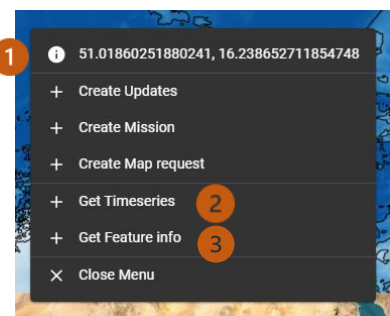 1 51.01860251880241, 16.238652711854748
+ Create Updates
+ Create Mission
+ Create Map request
+ Get Timeseries 2
+ Get Feature info 3
× Close Menu